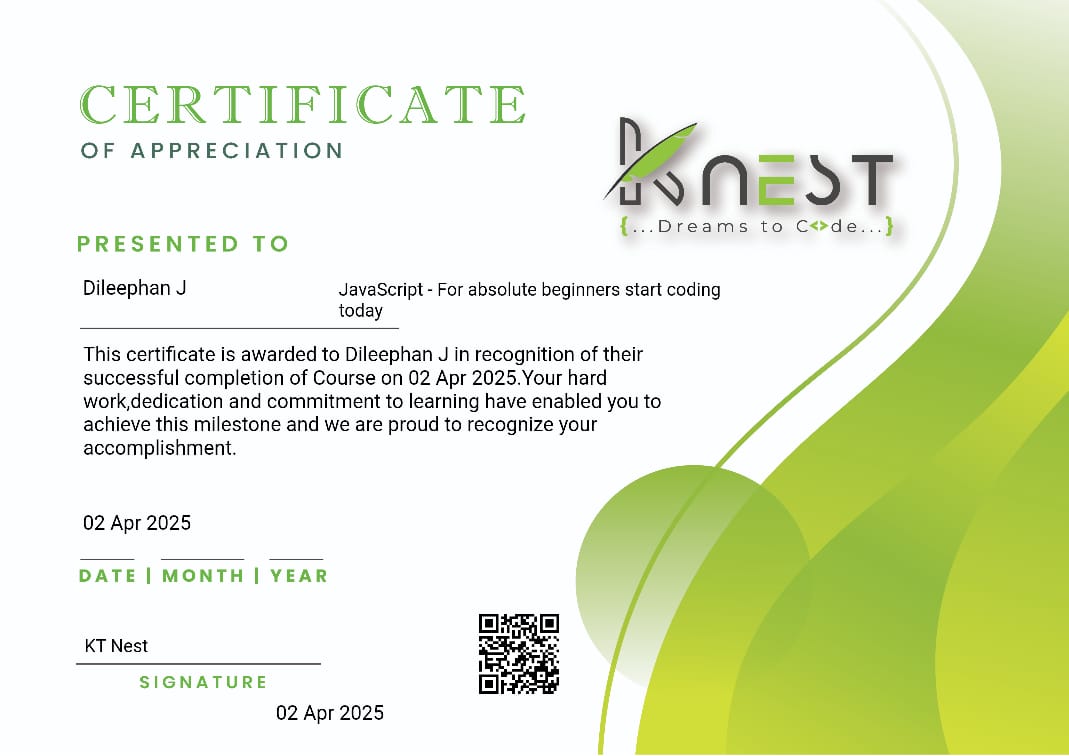 CERTIFICATE
OF APPRECIATION
KNEST
{...Dreams to C<>de...}
PRESENTED TO
Dileephan J
JavaScript - For absolute beginners start coding
today
This certificate is awarded to Dileephan J in recognition of their
successful completion of Course on 02 Apr 2025.Your hard
work,dedication and commitment to learning have enabled you to
achieve this milestone and we are proud to recognize your
accomplishment.
02 Apr 2025
DATE | MONTH | YEAR
KT Nest
SIGNATURE
02 Apr 2025